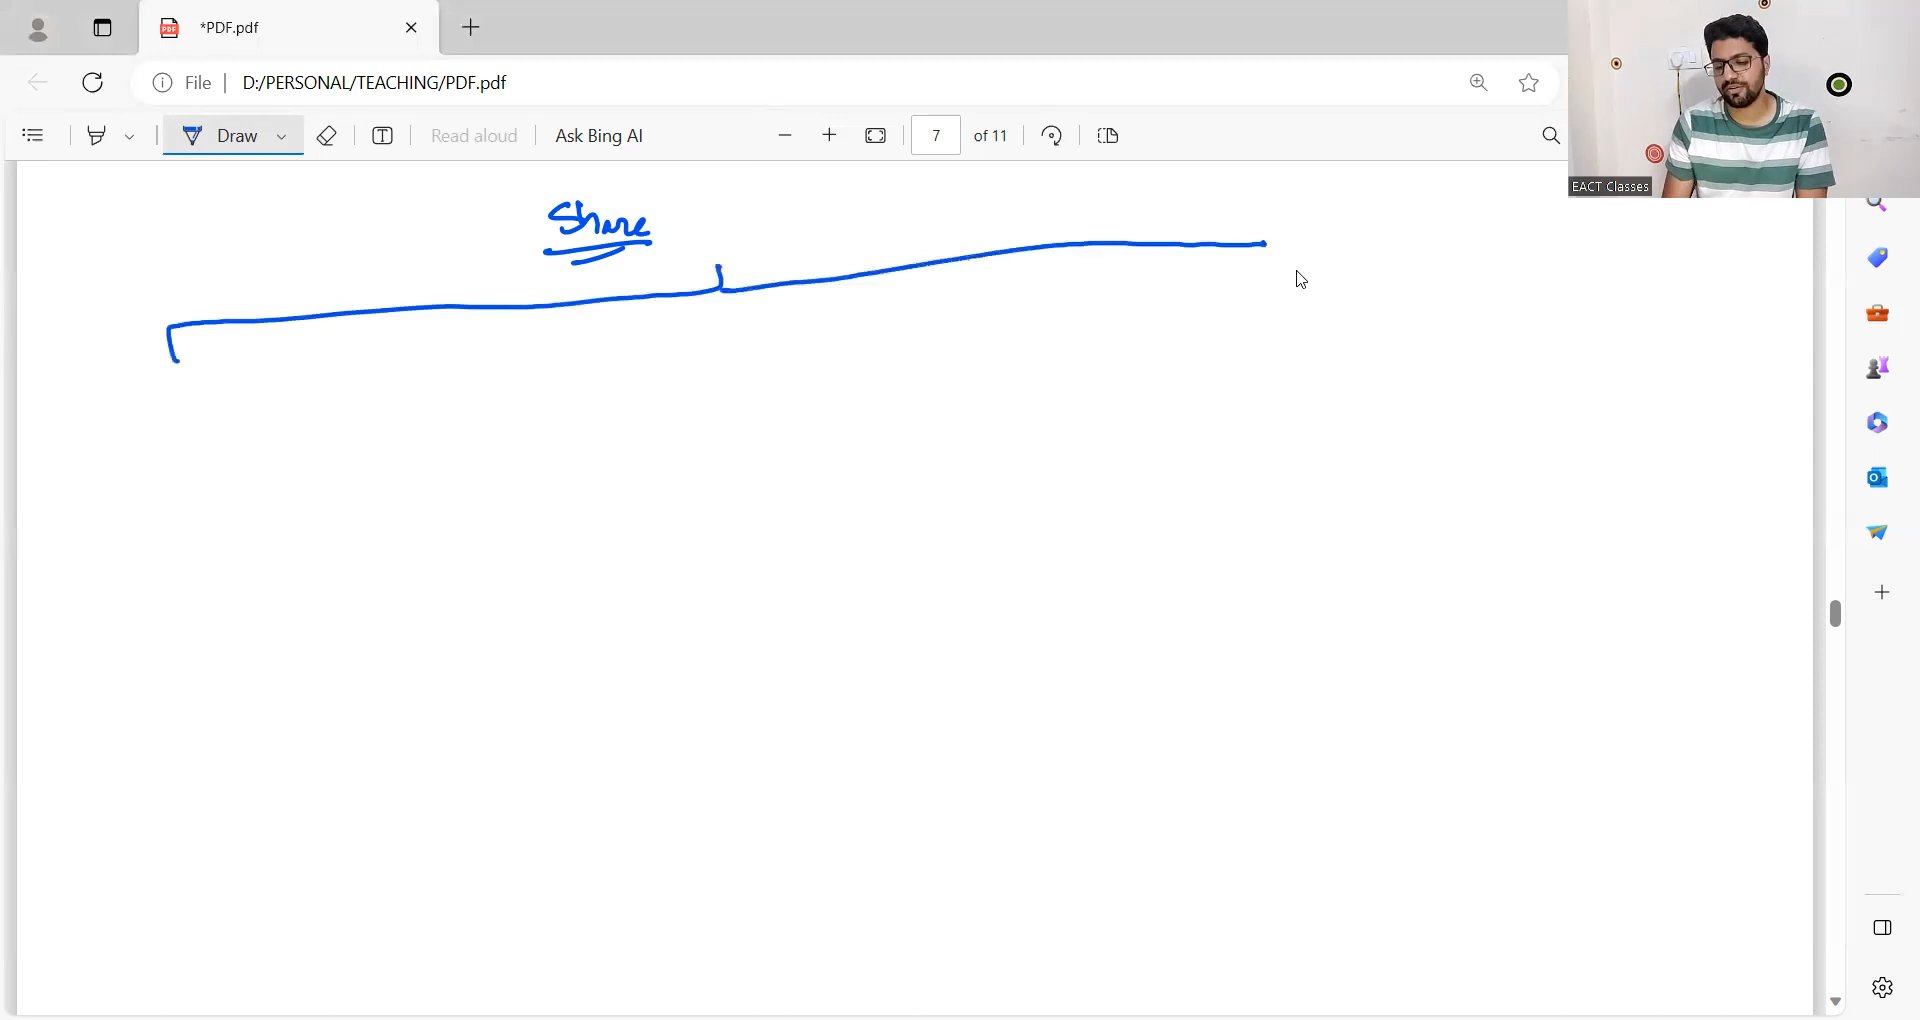 *PDF.pdf
File | D:/PERSONAL/TEACHING/PDF.pdf
Draw Read aloud Ask Bing AI 7 of 11
EACT Classes
Share